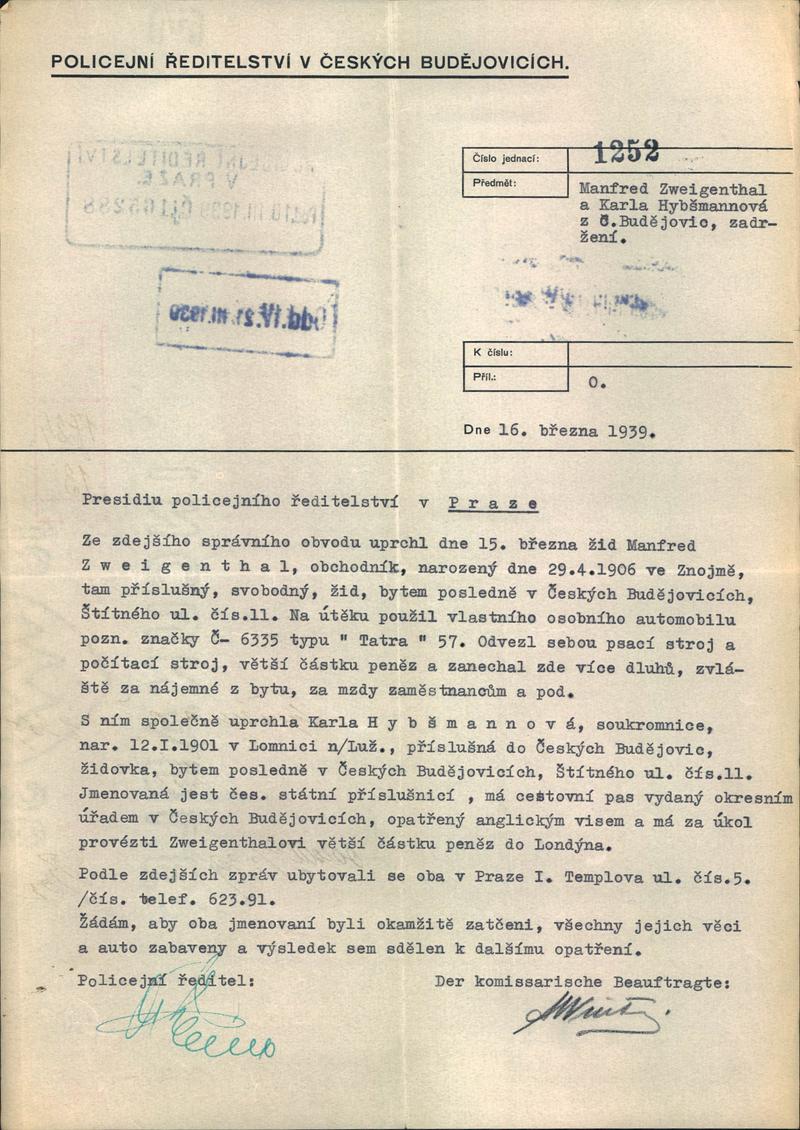 POLICEJNÍ ŘEDITELSTVÍ V ČESKÝCH BUDĚJOVICÍCH.
POLICEJNÍ ŘEDITELSTVÍ
V PRAZE.
Odd.IV.21.III.1939
Číslo jednací: 1252
Předmět: Manfred Zweigenthal
a Karla Hybšmannová
z Č.Budějovic, zadr-
žení.
K číslu:
Příl.: 0.
Dne 16. března 1939.
Presidiu policejního ředitelství v P r a z e
Ze zdejšího správního obvodu uprchl dne 15. března žid Manfred
Z w e i g e n t h a l, obchodník, narozený dne 29.4.1906 ve Znojmě,
tam příslušný, svobodný, žid, bytem posledně v Českých Budějovicích,
Štítného ul. čís.11. Na útěku použil vlastního osobního automobilu
pozn. značky Č- 6335 typu " Tatra " 57. Odvezl sebou psací stroj a
počítací stroj, větší částku peněz a zanechal zde více dluhů, zvlá-
ště za nájemné z bytu, za mzdy zaměstnancům a pod.
S ním společně uprchla Karla H y b š m a n n o v á, soukromnice,
nar. 12.I.1901 v Lomnici n/Luž., příslušná do Českých Budějovic,
židovka, bytem posledně v Českých Budějovicích, Štítného ul. čís.11.
Jmenovaná jest čes. státní příslušnicí , má cestovní pas vydaný okresním
úřadem v Českých Budějovicích, opatřený anglickým visem a má za úkol
provézti Zweigenthalovi větší částku peněz do Londýna.
Podle zdejších zpráv ubytovali se oba v Praze I. Templova ul. čís.5.
/čís. telef. 623.91.
Žádám, aby oba jmenovaní byli okamžitě zatčeni, všechny jejich věci
a auto zabaveny a výsledek sem sdělen k dalšímu opatření.
Policejní ředitel: Der komissarische Beauftragte: